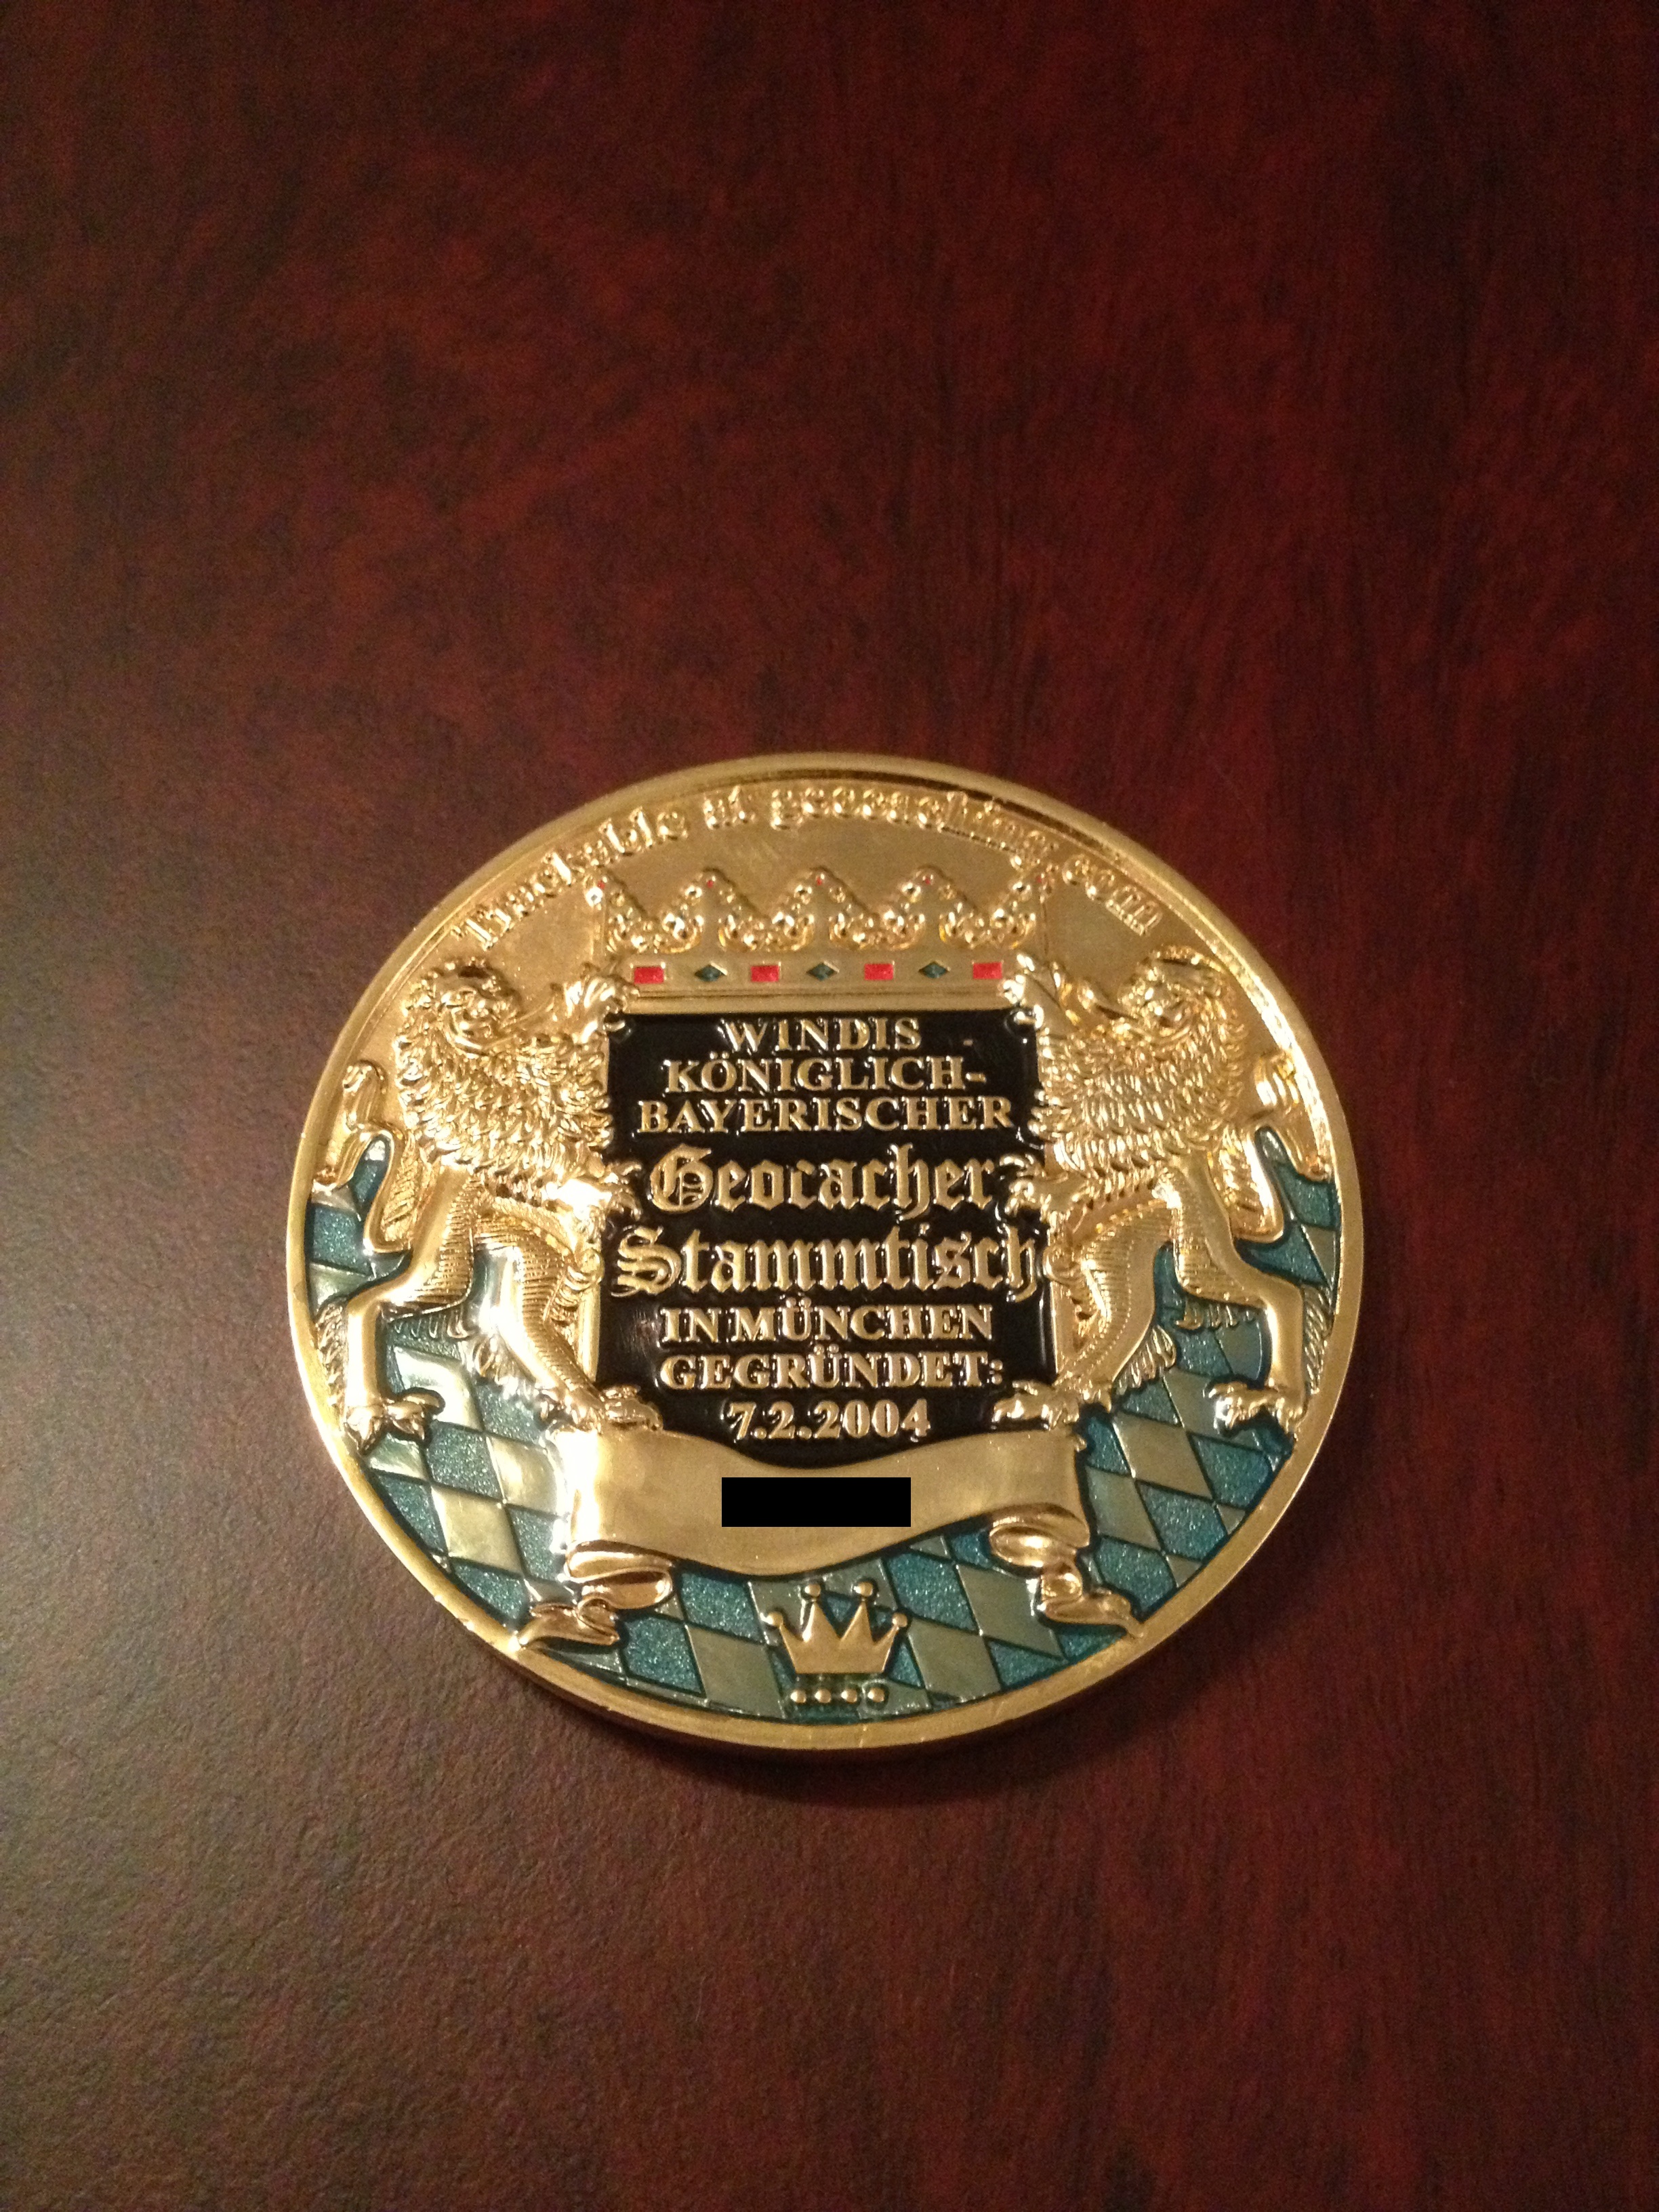 Trackable at geocaching.com
WINDIS
KÖNIGLICH-
BAYERISCHER
Geocacher
Stammtisch
IN MÜNCHEN
GEGRÜNDET:
7.2.2004